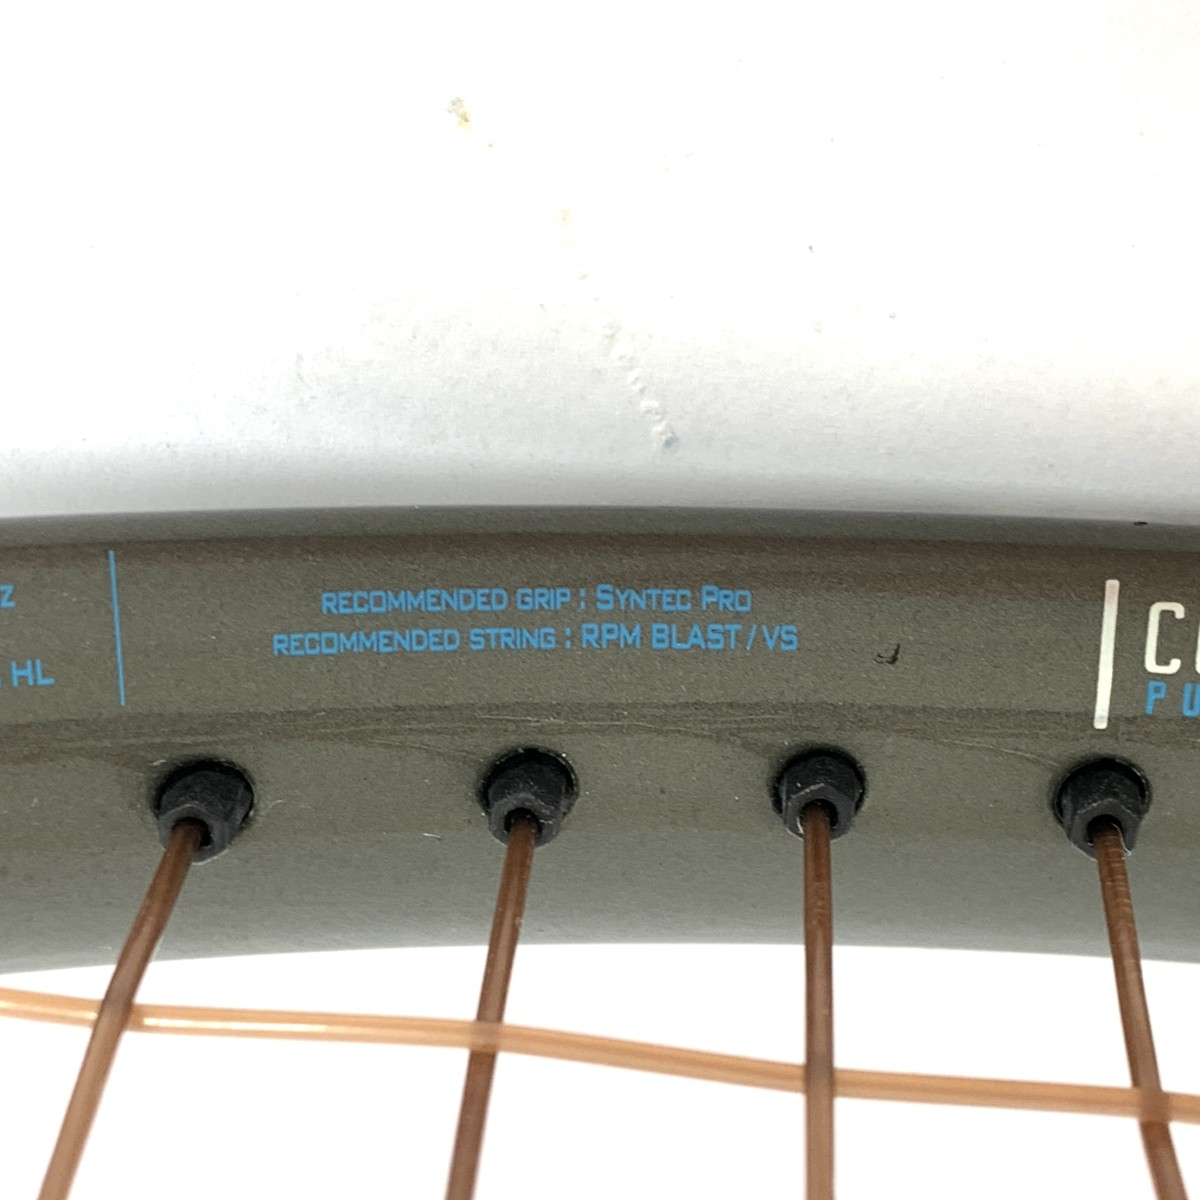 Z
HL
RECOMMENDED GRIP : SYNTEC PRO
RECOMMENDED STRING : RPM BLAST / VS